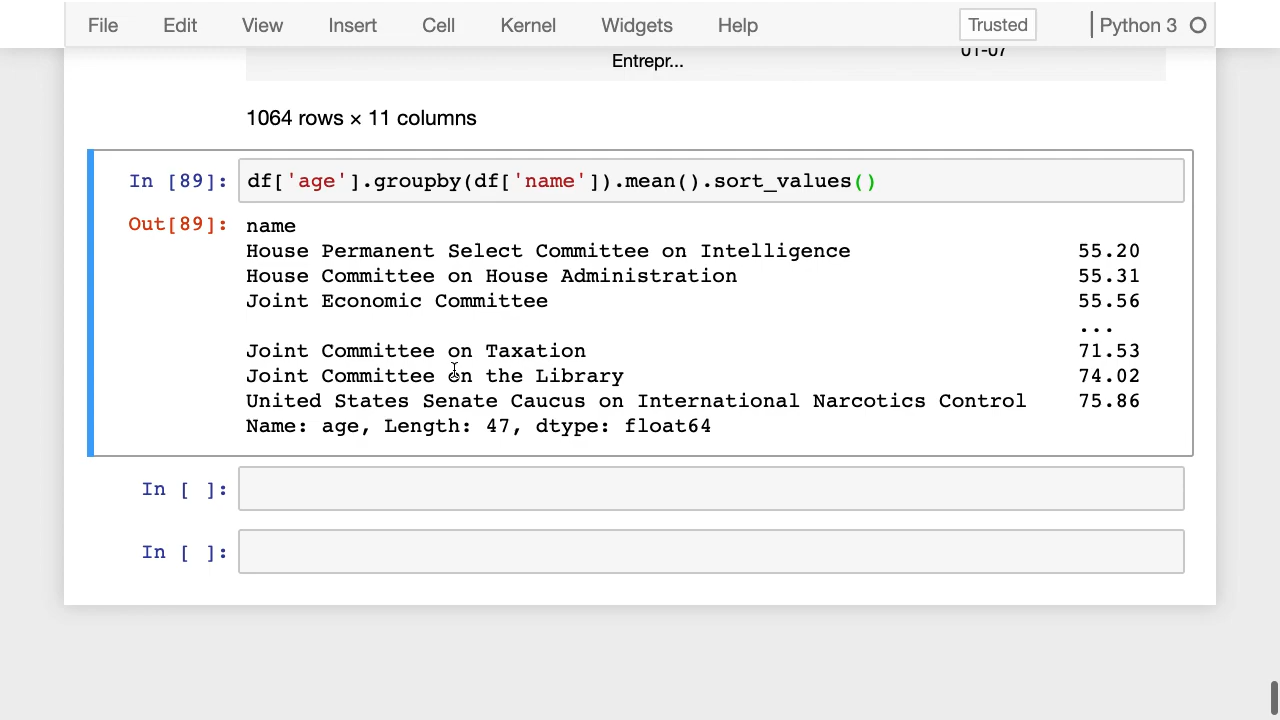 File Edit View Insert Cell Kernel Widgets Help Trusted Python 3
Entrepr... 01-07
1064 rows × 11 columns
In [89]: df['age'].groupby(df['name']).mean().sort_values()
Out[89]: name
House Permanent Select Committee on Intelligence 55.20
House Committee on House Administration 55.31
Joint Economic Committee 55.56
...
Joint Committee on Taxation 71.53
Joint Committee on the Library 74.02
United States Senate Caucus on International Narcotics Control 75.86
Name: age, Length: 47, dtype: float64
In [ ]:
In [ ]: